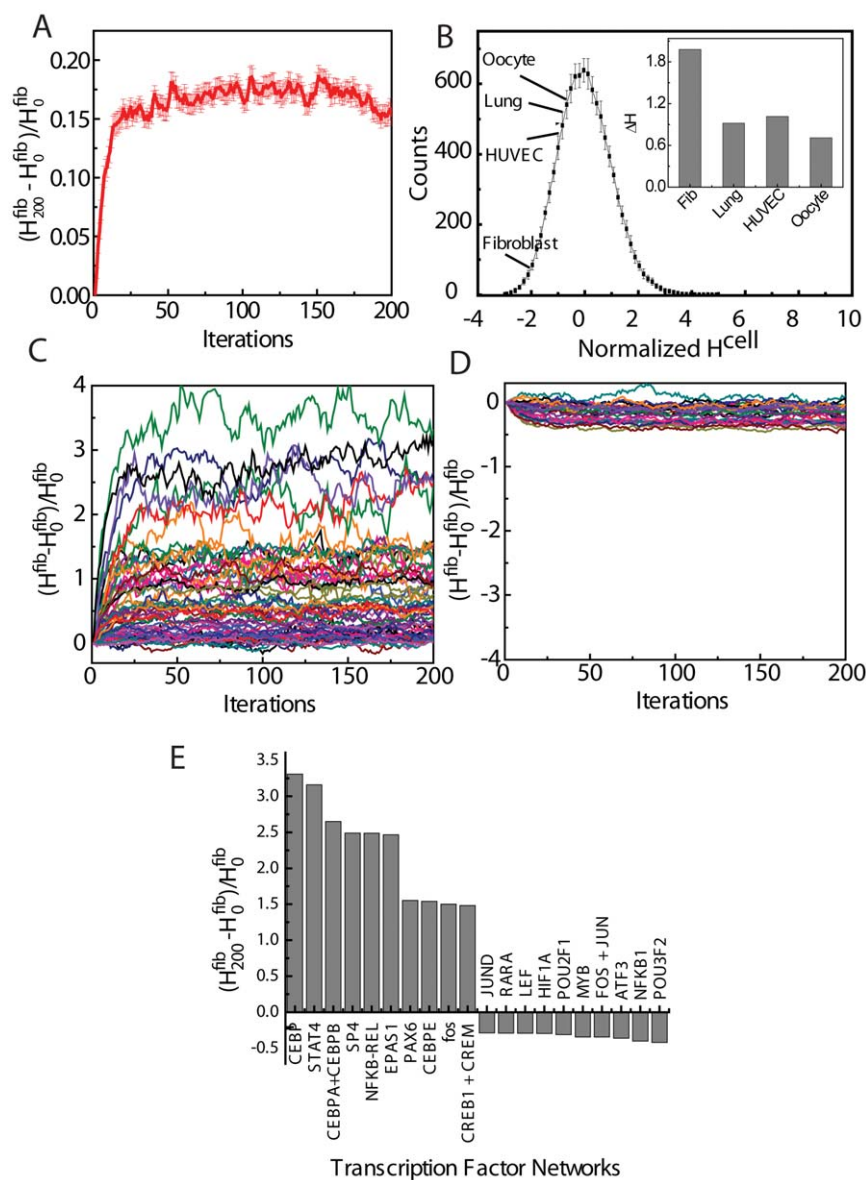 A
(H200fib - H0fib)/H0fib
0.20
0.15
0.10
0.05
0.00
0 50 100 150 200
Iterations
B
Counts
600
400
200
0
Oocyte
Lung
HUVEC
Fibroblast
-4 -2 0 2 4 6 8 10
Normalized Hcell
ΔH
1.8
1.2
0.6
0.0
Fib Lung HUVEC Oocyte
C
(Hfib-H0fib)/H0fib
4
3
2
1
0
0 50 100 150 200
Iterations
D
(Hfib-H0fib)/H0fib
0
-1
-2
-3
-4
0 50 100 150 200
Iterations
E
(H200fib -H0fib)/H0fib
3.5
3.0
2.5
2.0
1.5
1.0
0.5
0.0
-0.5
CEBP
STAT4
CEBPA+CEBPB
SP4
NFKB-REL
EPAS1
PAX6
CEBPE
fos
CREB1 + CREM
JUND
RARA
LEF
HIF1A
POU2F1
MYB
FOS + JUN
ATF3
NFKB1
POU3F2
Transcription Factor Networks